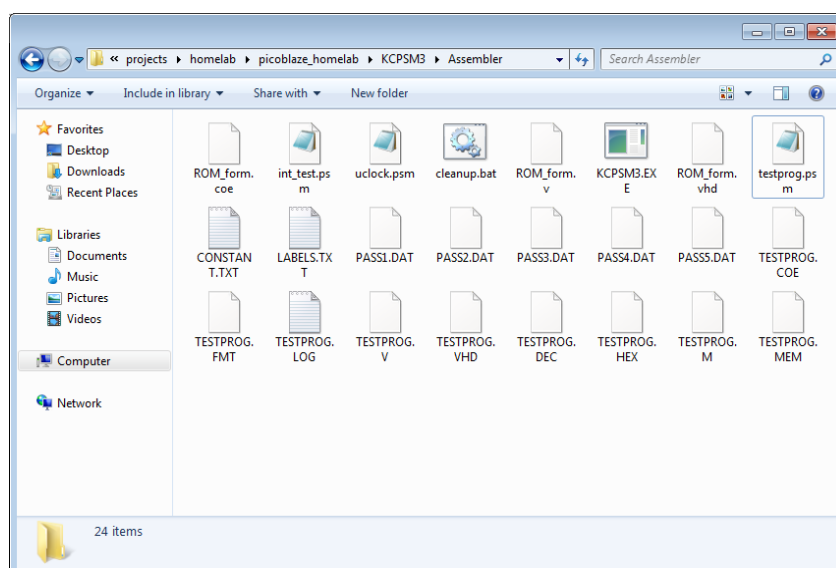 « projects ▸ homelab ▸ picoblaze_homelab ▸ KCPSM3 ▸ Assembler
Search Assembler
Organize Include in library Share with New folder
Favorites
Desktop
Downloads
Recent Places
Libraries
Documents
Music
Pictures
Videos
Computer
Network
ROM_form. int_test.ps uclock.psm cleanup.bat ROM_form. KCPSM3.EX ROM_form. testprog.ps
coe m v E vhd m
CONSTAN LABELS.TX PASS1.DAT PASS2.DAT PASS3.DAT PASS4.DAT PASS5.DAT TESTPROG.
T.TXT T COE
TESTPROG. TESTPROG. TESTPROG. TESTPROG. TESTPROG. TESTPROG. TESTPROG. TESTPROG.
FMT LOG V VHD DEC HEX M MEM
24 items